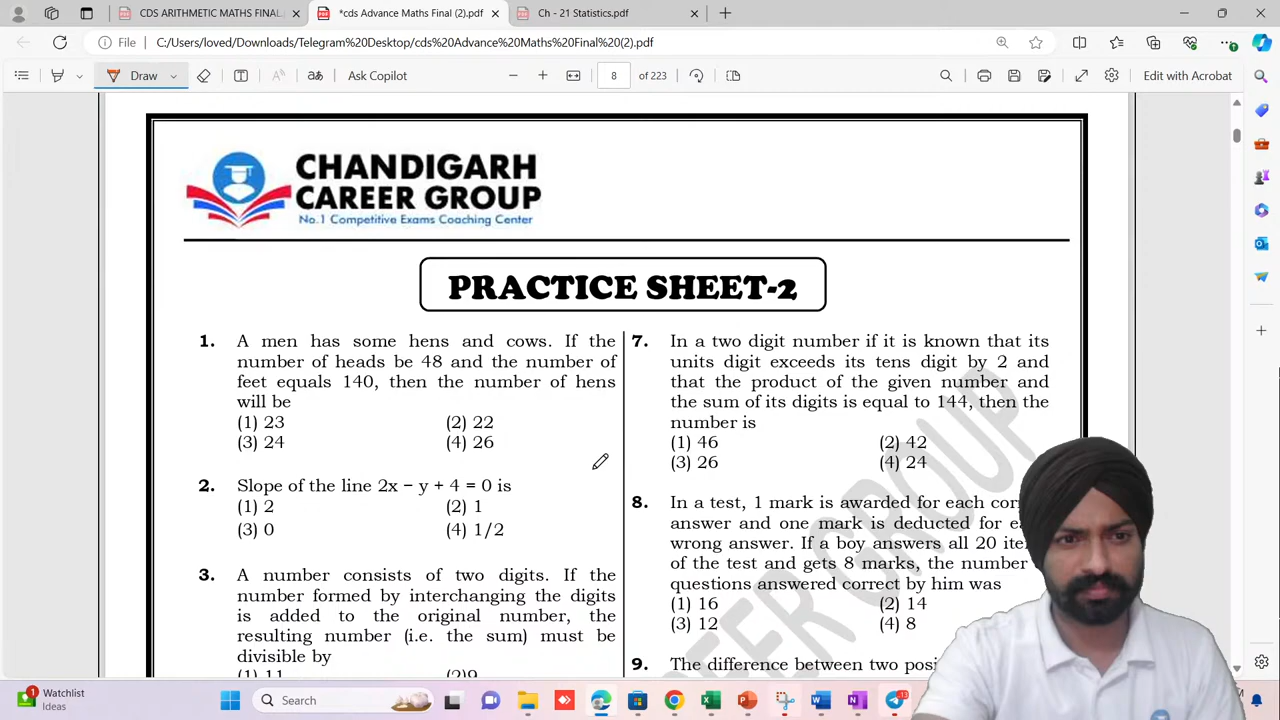 CDS ARITHMETIC MATHS FINAL
*cds Advance Maths Final (2).pdf
Ch - 21 Statistics.pdf
File
C:/Users/loved/Downloads/Telegram%20Desktop/cds%20Advance%20Maths%20Final%20(2).pdf
Draw
Ask Copilot
8 of 223
Edit with Acrobat
CHANDIGARH
CAREER GROUP
No.1 Competitive Exams Coaching Center
PRACTICE SHEET-2
1. A men has some hens and cows. If the
number of heads be 48 and the number of
feet equals 140, then the number of hens
will be
(1) 23 (2) 22
(3) 24 (4) 26
2. Slope of the line 2x − y + 4 = 0 is
(1) 2 (2) 1
(3) 0 (4) 1/2
3. A number consists of two digits. If the
number formed by interchanging the digits
is added to the original number, the
resulting number (i.e. the sum) must be
divisible by
(1) 11 (2)9
7. In a two digit number if it is known that its
units digit exceeds its tens digit by 2 and
that the product of the given number and
the sum of its digits is equal to 144, then the
number is
(1) 46 (2) 42
(3) 26 (4) 24
8. In a test, 1 mark is awarded for each
answer and one mark is deducted for
wrong answer. If a boy answers all 20
of the test and gets 8 marks, the number
questions answered correct by him was
(1) 16 (2) 14
(3) 12 (4) 8
9. The difference between two
CAREER GROUP
Watchlist
Ideas
1
Search
13